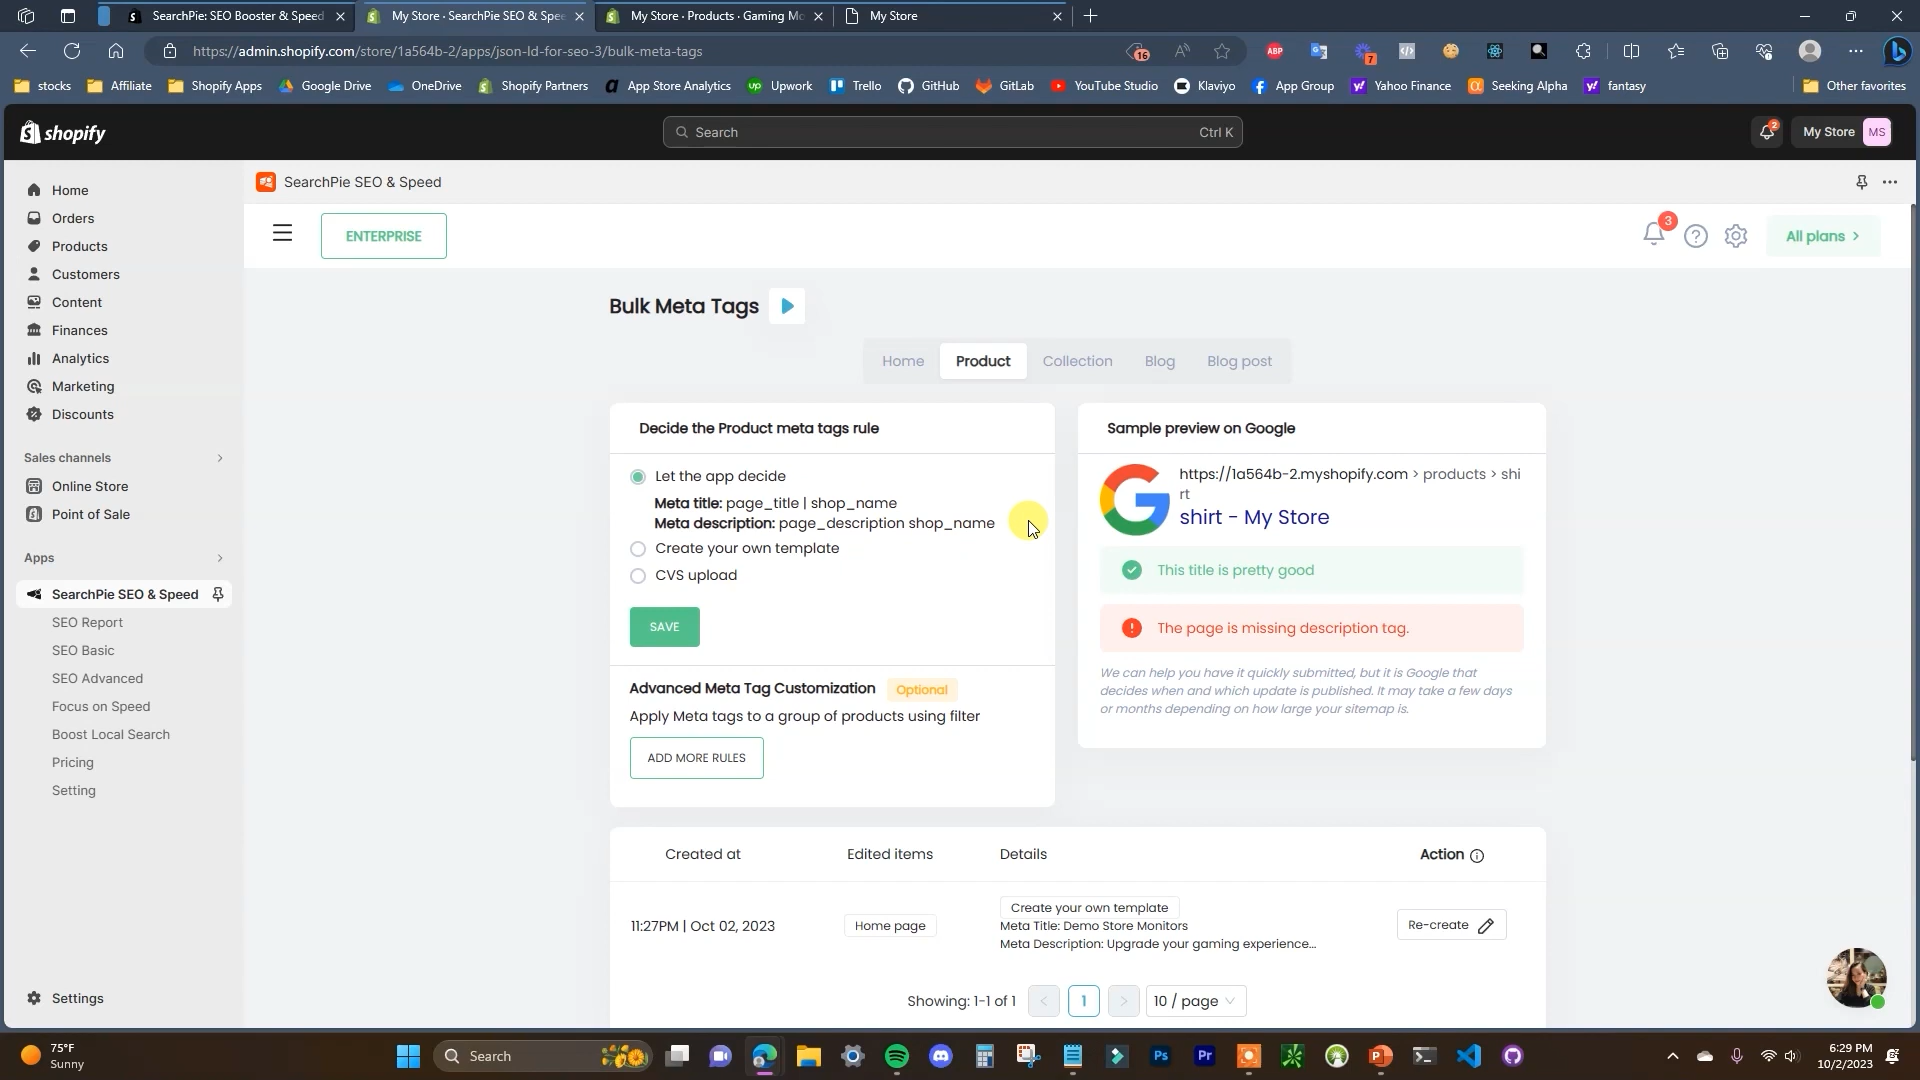 SearchPie: SEO Booster & Speed
My Store · SearchPie SEO & Spee
My Store · Products · Gaming Mo
My Store
https://admin.shopify.com/store/1a564b-2/apps/json-ld-for-seo-3/bulk-meta-tags
16
ABP
7
stocks
Affiliate
Shopify Apps
Google Drive
OneDrive
Shopify Partners
App Store Analytics
Upwork
Trello
GitHub
GitLab
YouTube Studio
Klaviyo
App Group
Yahoo Finance
Seeking Alpha
fantasy
Other favorites
shopify
Search
Ctrl K
2
My Store
MS
Home
Orders
Products
Customers
Content
Finances
Analytics
Marketing
Discounts
Sales channels
Online Store
Point of Sale
Apps
SearchPie SEO & Speed
SEO Report
SEO Basic
SEO Advanced
Focus on Speed
Boost Local Search
Pricing
Setting
Settings
SearchPie SEO & Speed
ENTERPRISE
3
All plans
Bulk Meta Tags
Home
Product
Collection
Blog
Blog post
Decide the Product meta tags rule
Let the app decide
Meta title: page_title | shop_name
Meta description: page_description shop_name
Create your own template
CVS upload
SAVE
Advanced Meta Tag Customization
Optional
Apply Meta tags to a group of products using filter
ADD MORE RULES
Sample preview on Google
https://1a564b-2.myshopify.com > products > shi
rt
shirt - My Store
This title is pretty good
The page is missing description tag.
We can help you have it quickly submitted, but it is Google that
decides when and which update is published. It may take a few days
or months depending on how large your sitemap is.
Created at
Edited items
Details
Action
11:27PM | Oct 02, 2023
Home page
Create your own template
Meta Title: Demo Store Monitors
Meta Description: Upgrade your gaming experience...
Re-create
Showing: 1-1 of 1
<
1
>
10 / page
75°F
Sunny
Search
Ps
Pr
6:29 PM
10/2/2023